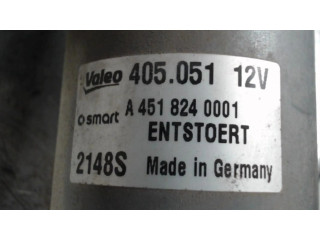 Valeo 405.051 12V
smart A 451 824 0001
ENTSTOERT
2148S Made in Germany